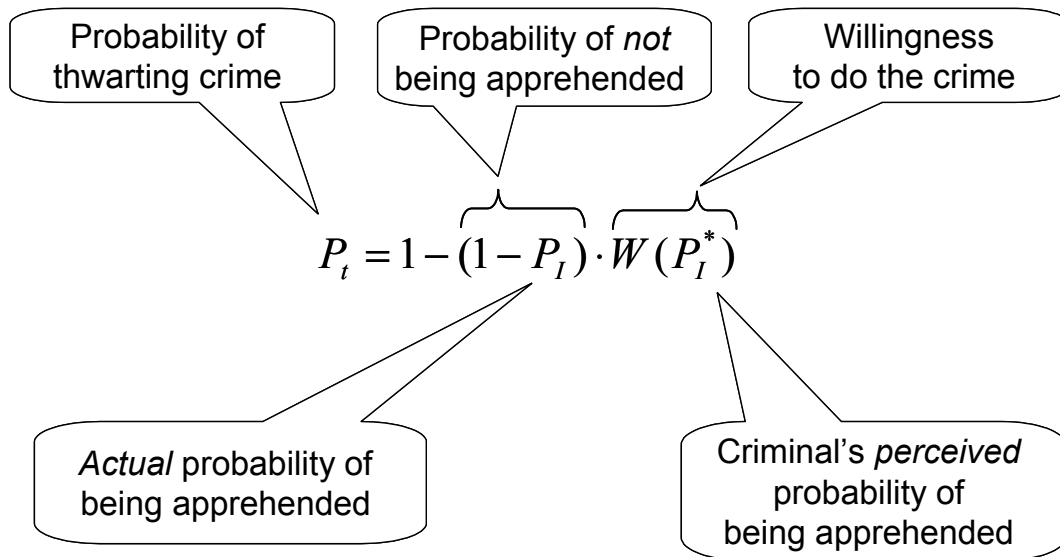 Probability of
thwarting crime
Probability of not
being apprehended
Willingness
to do the crime
P_t = 1 − (1 − P_I) · W(P_I^*)
Actual probability of
being apprehended
Criminal’s perceived
probability of
being apprehended